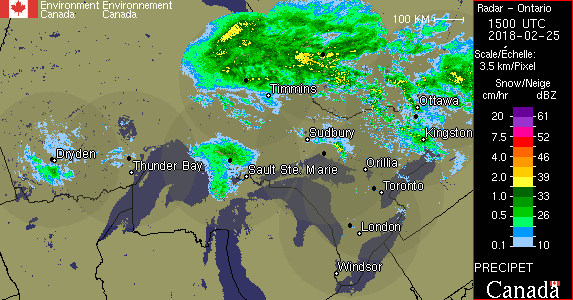 Environment Environnement
Canada Canada
100 KMS
Timmins
Ottawa
Sudbury
Kingston
Dryden
Thunder Bay
Sault Ste. Marie
Orillia
Toronto
London
Windsor
Radar - Ontario
1500 UTC
2018-02-25
Scale/Échelle:
3.5 km/Pixel
Snow/Neige
cm/hr dBZ
20 61
7.5 52
4.0 46
2.0 39
1.0 33
0.5 26
0.1 10
PRECIPET
Canada